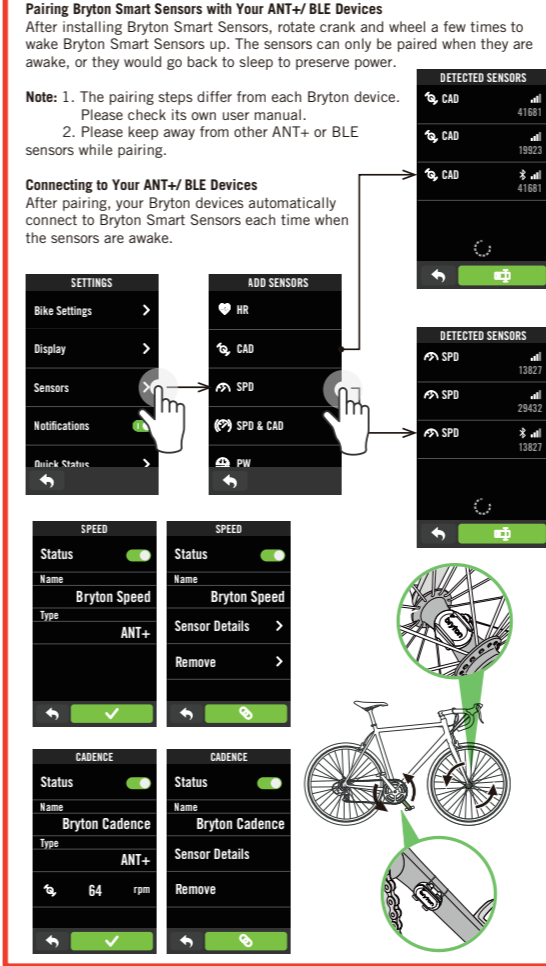 Pairing Bryton Smart Sensors with Your ANT+/ BLE Devices
After installing Bryton Smart Sensors, rotate crank and wheel a few times to
wake Bryton Smart Sensors up. The sensors can only be paired when they are
awake, or they would go back to sleep to preserve power.
Note: 1. The pairing steps differ from each Bryton device.
Please check its own user manual.
2. Please keep away from other ANT+ or BLE
sensors while pairing.
Connecting to Your ANT+/ BLE Devices
After pairing, your Bryton devices automatically
connect to Bryton Smart Sensors each time when
the sensors are awake.
DETECTED SENSORS
CAD
41681
CAD
19923
CAD
41681
SETTINGS
Bike Settings
Display
Sensors
Notifications
Quick Status
ADD SENSORS
HR
CAD
SPD
SPD & CAD
PW
DETECTED SENSORS
SPD
13827
SPD
29432
SPD
13827
SPEED
Status
Name
Bryton Speed
Type
ANT+
SPEED
Status
Name
Bryton Speed
Sensor Details
Remove
CADENCE
Status
Name
Bryton Cadence
Type
ANT+
64 rpm
CADENCE
Status
Name
Bryton Cadence
Sensor Details
Remove
bryton
bryton